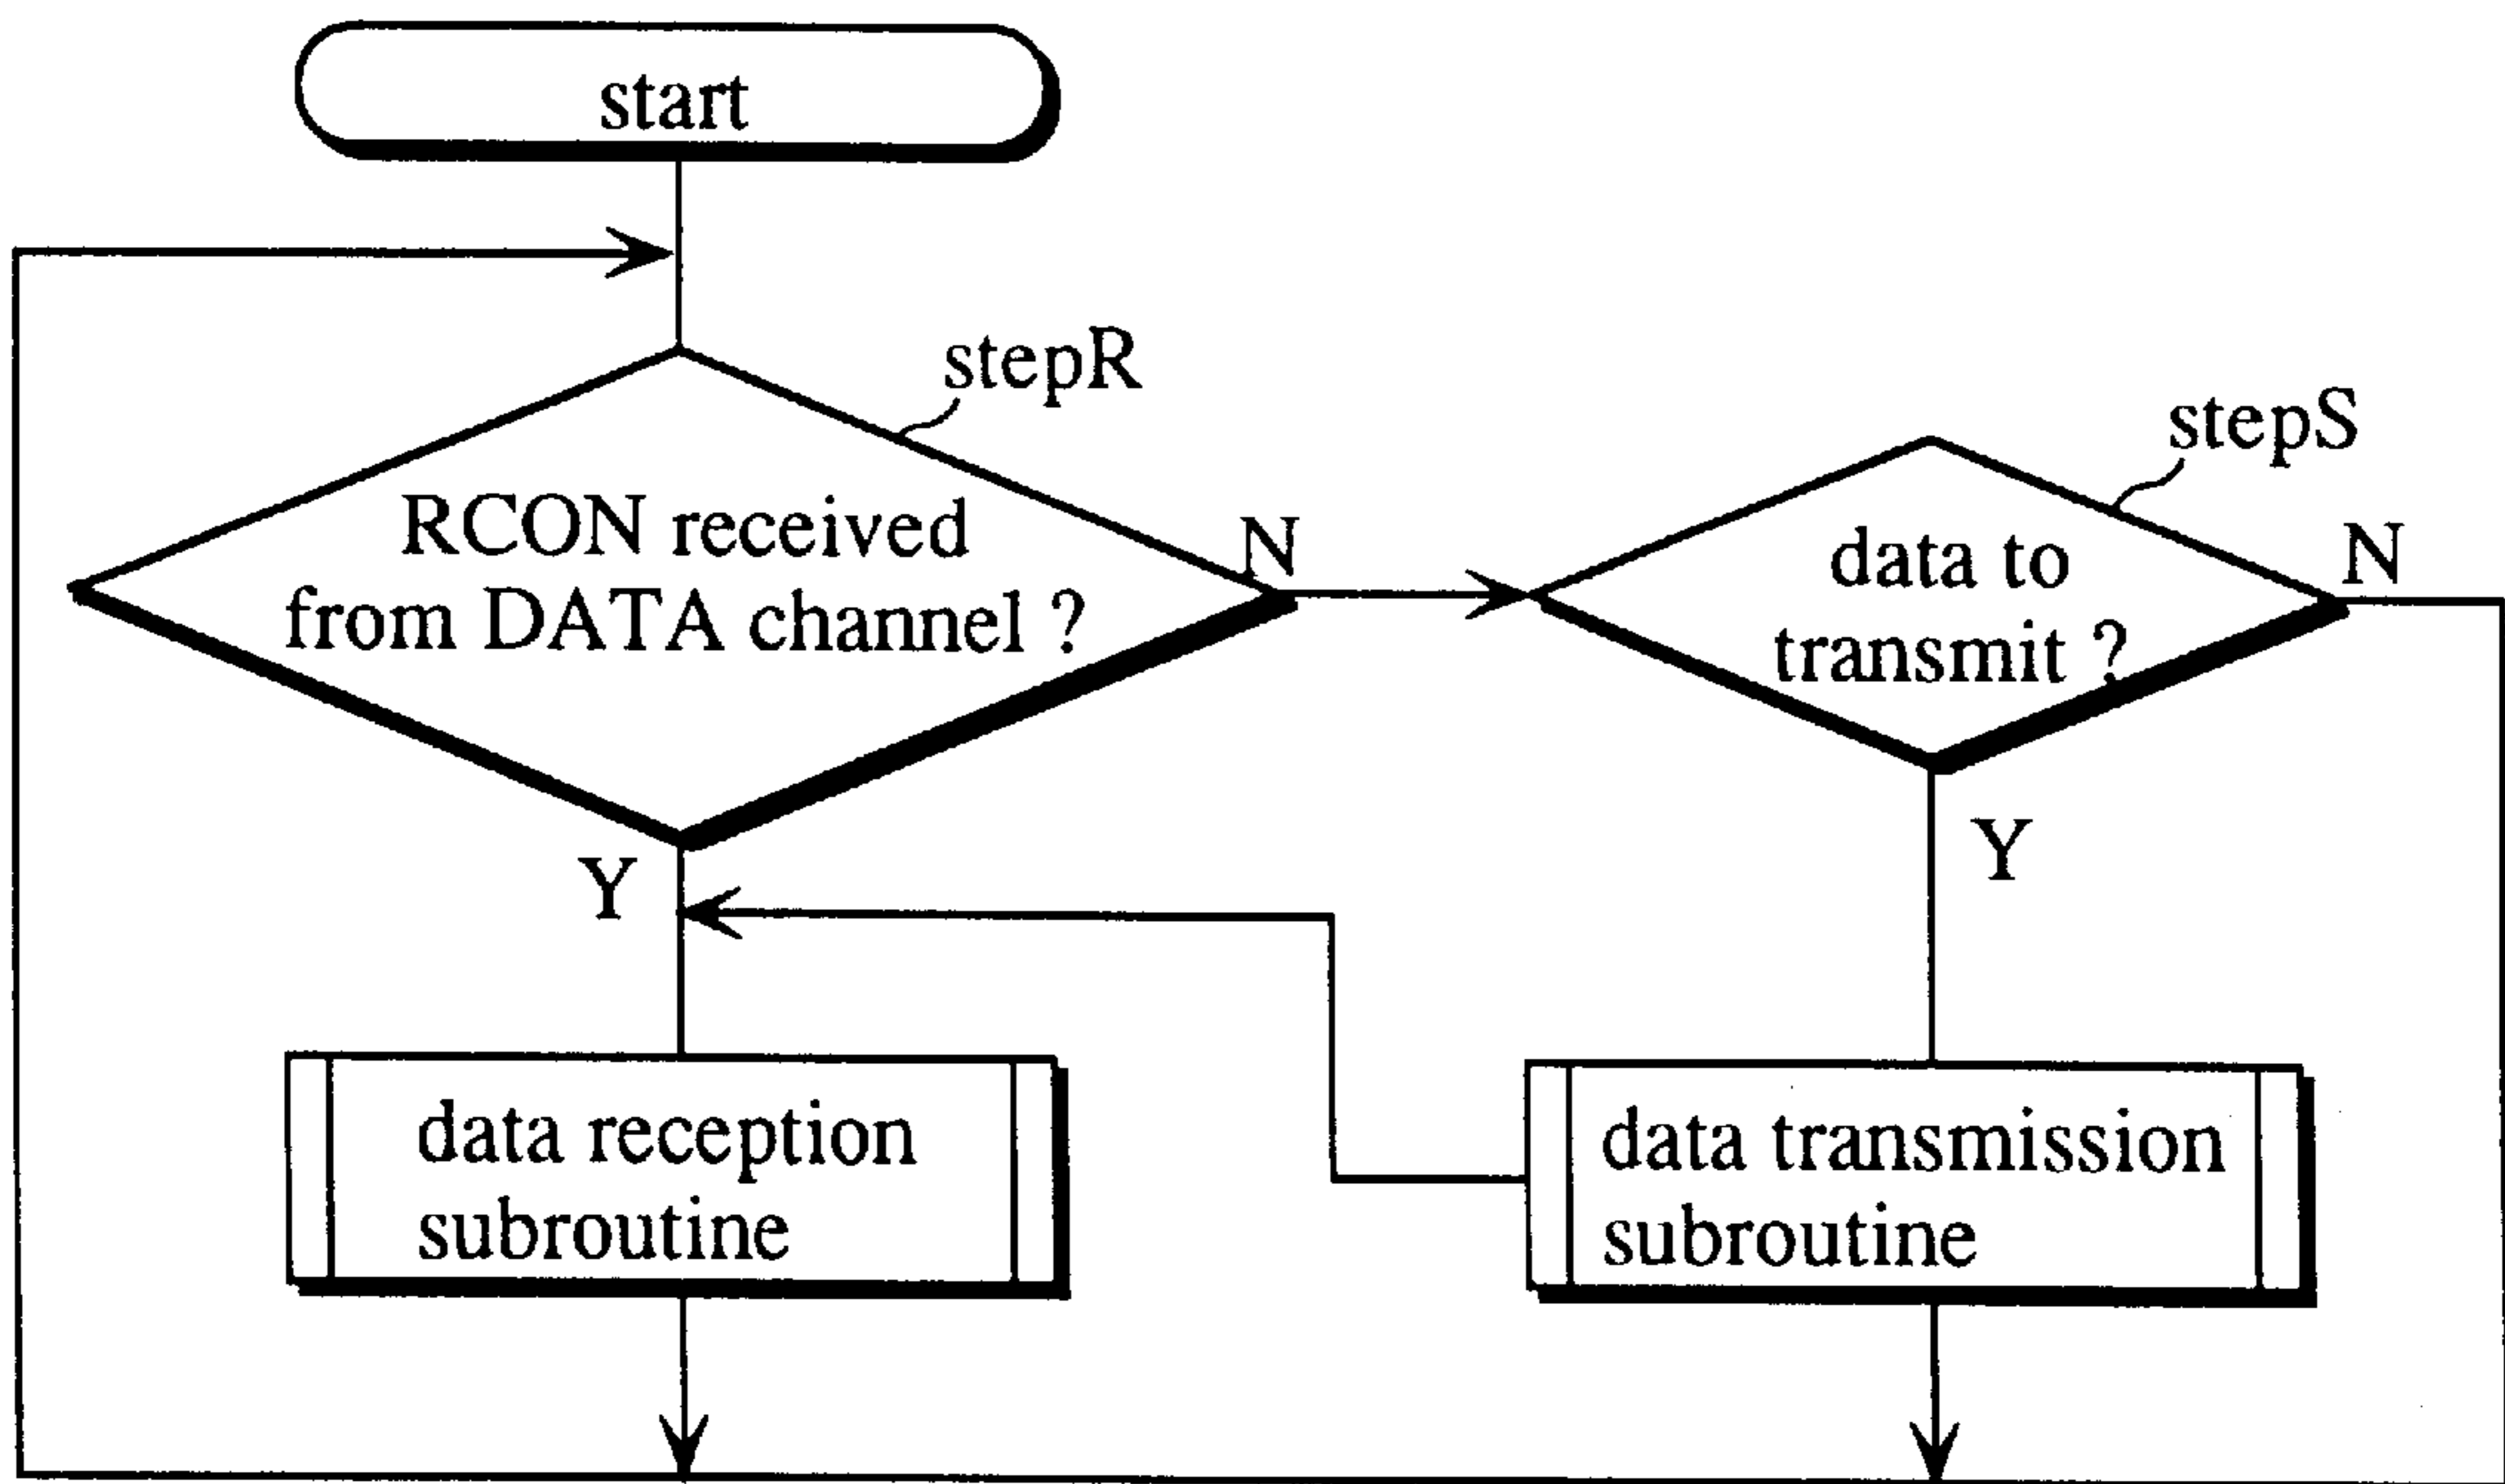 start
stepR
RCON received
from DATA channel ?
N
stepS
data to
transmit ?
N
Y
Y
data reception
subroutine
data transmission
subroutine